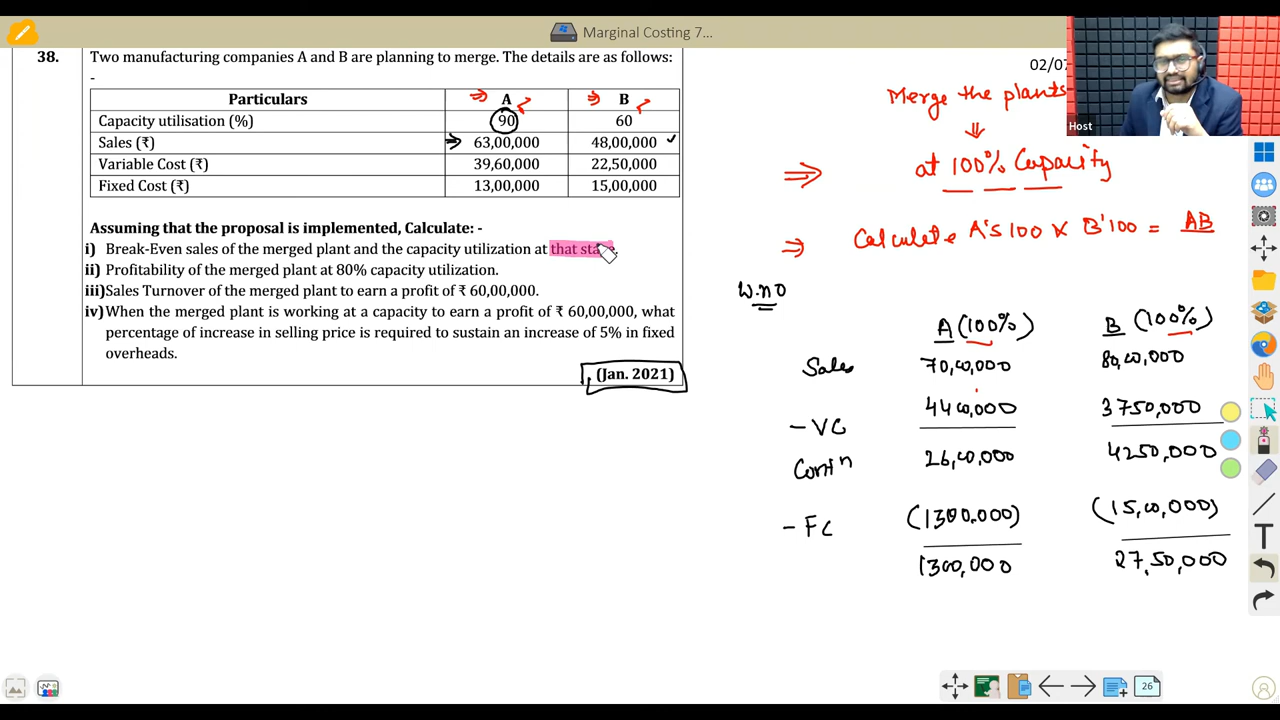 Marginal Costing 7...
38. Two manufacturing companies A and B are planning to merge. The details are as follows:
-
Particulars A B
Capacity utilisation (%) 90 60
Sales (₹) 63,00,000 48,00,000
Variable Cost (₹) 39,60,000 22,50,000
Fixed Cost (₹) 13,00,000 15,00,000
Assuming that the proposal is implemented, Calculate: -
i) Break-Even sales of the merged plant and the capacity utilization at that stage.
ii) Profitability of the merged plant at 80% capacity utilization.
iii)Sales Turnover of the merged plant to earn a profit of ₹ 60,00,000.
iv)When the merged plant is working at a capacity to earn a profit of ₹ 60,00,000, what
percentage of increase in selling price is required to sustain an increase of 5% in fixed
overheads.
(Jan. 2021)
02/07
Merge the plants
Host
⇒ at 100% Capacity
⇒ Calculate A's 100 x B'100 = AB
W.no
A (100%) B (100%)
Sales 70,00,000 80,00,000
- VC 4400,000 3750,000
Contn 26,00,000 4250,000
- FC (1300.000) (15,00,000)
1300,000 27,50,000
26